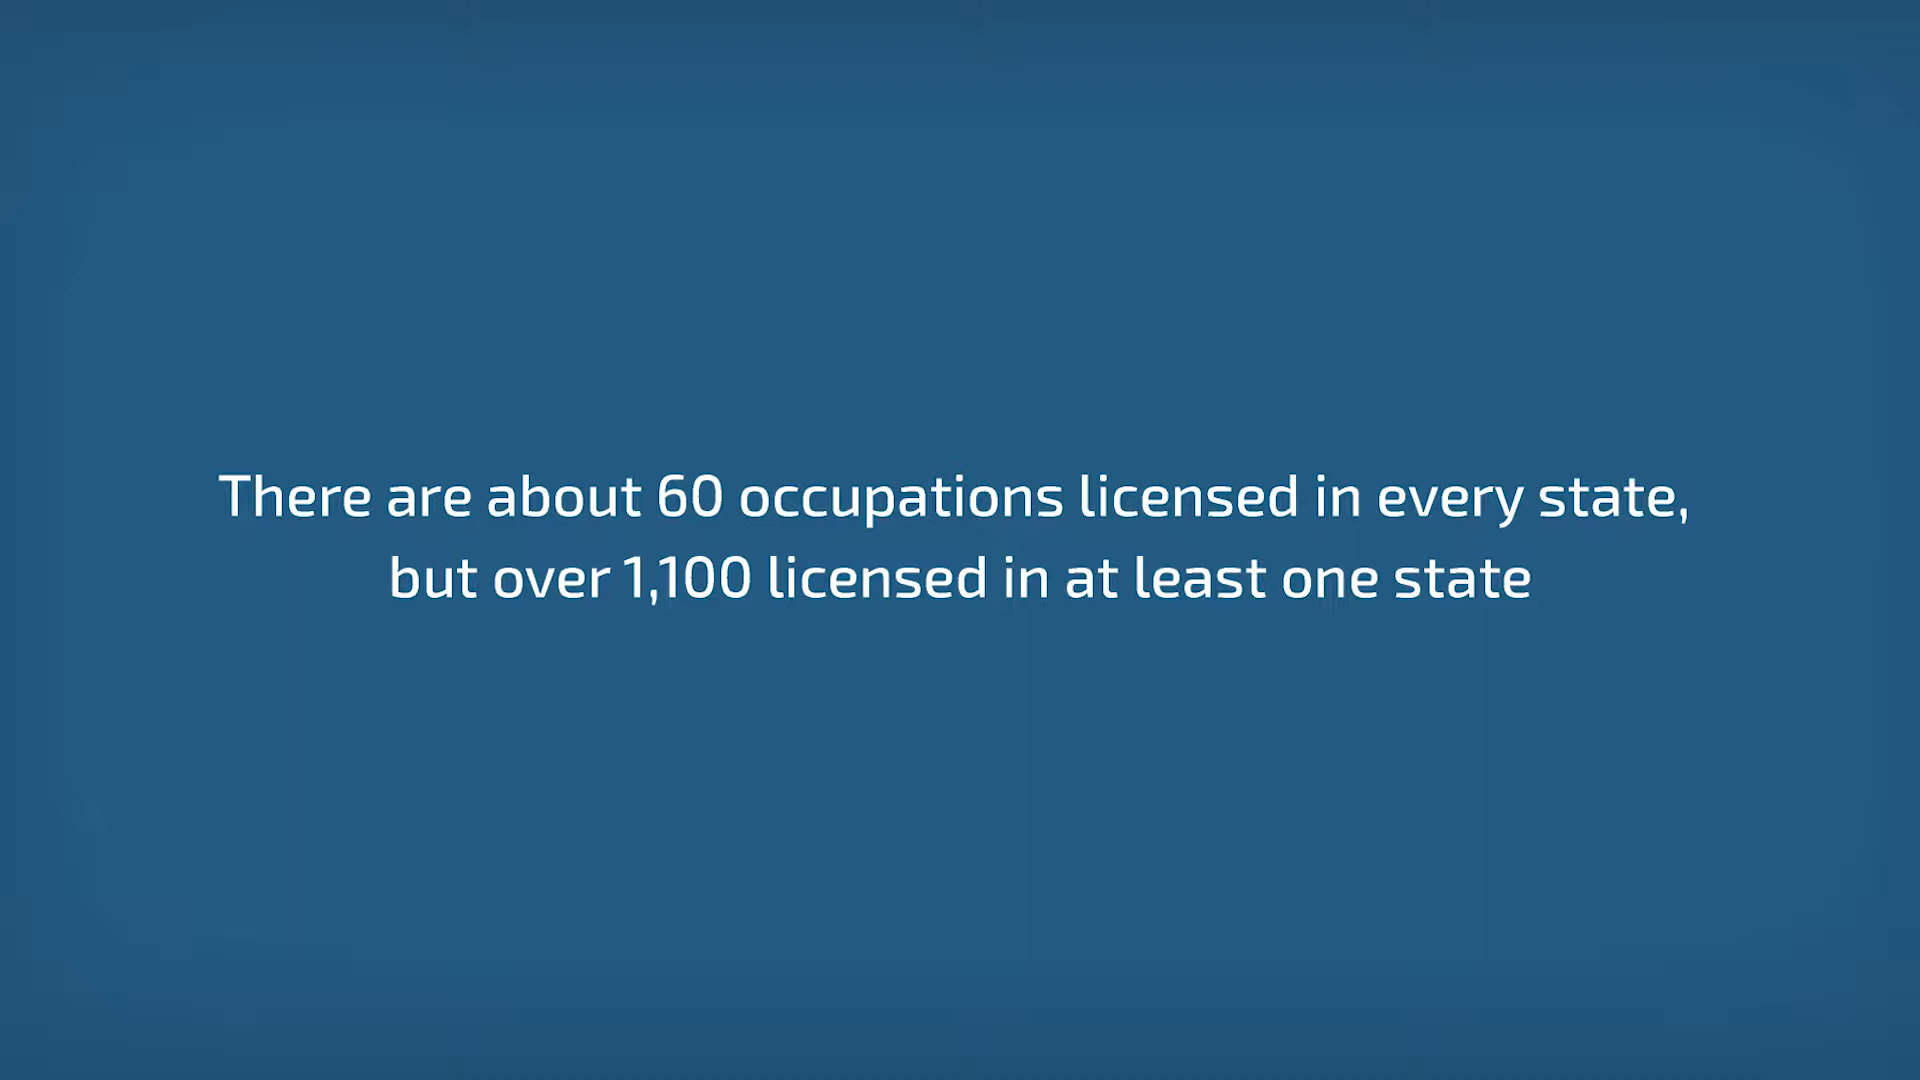 There are about 60 occupations licensed in every state,
but over 1,100 licensed in at least one state